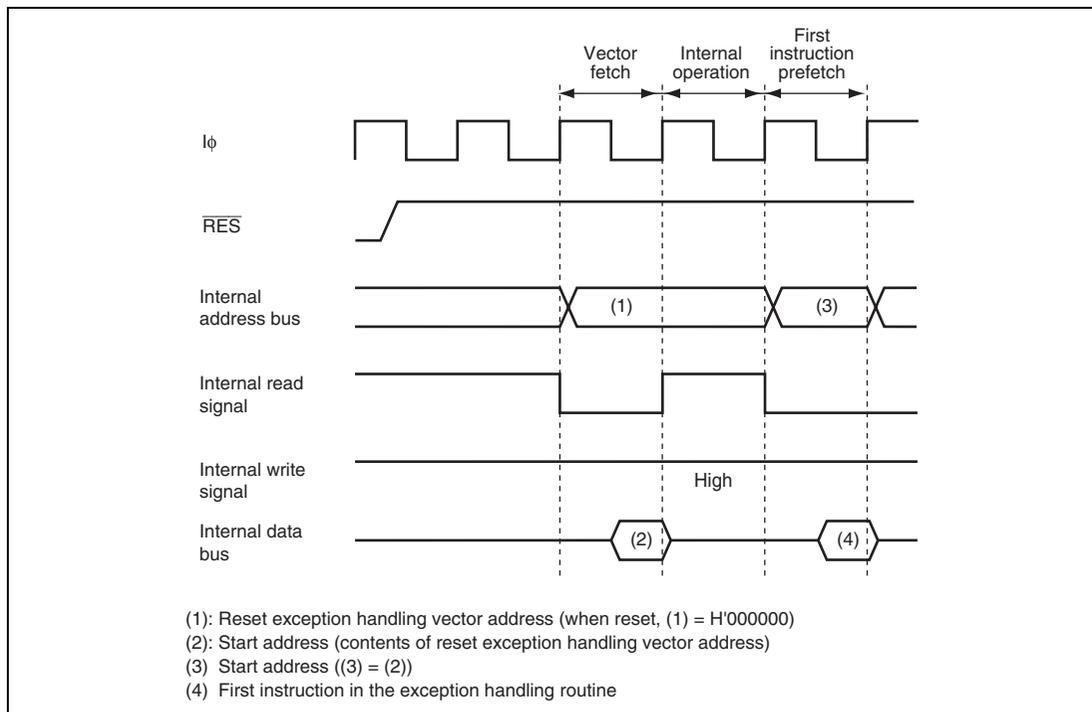 Vector
fetch
Internal
operation
First
instruction
prefetch
Iϕ
RES
Internal
address bus
(1)
(3)
Internal read
signal
Internal write
signal
High
Internal data
bus
(2)
(4)
(1): Reset exception handling vector address (when reset, (1) = H'000000)
(2): Start address (contents of reset exception handling vector address)
(3) Start address ((3) = (2))
(4) First instruction in the exception handling routine